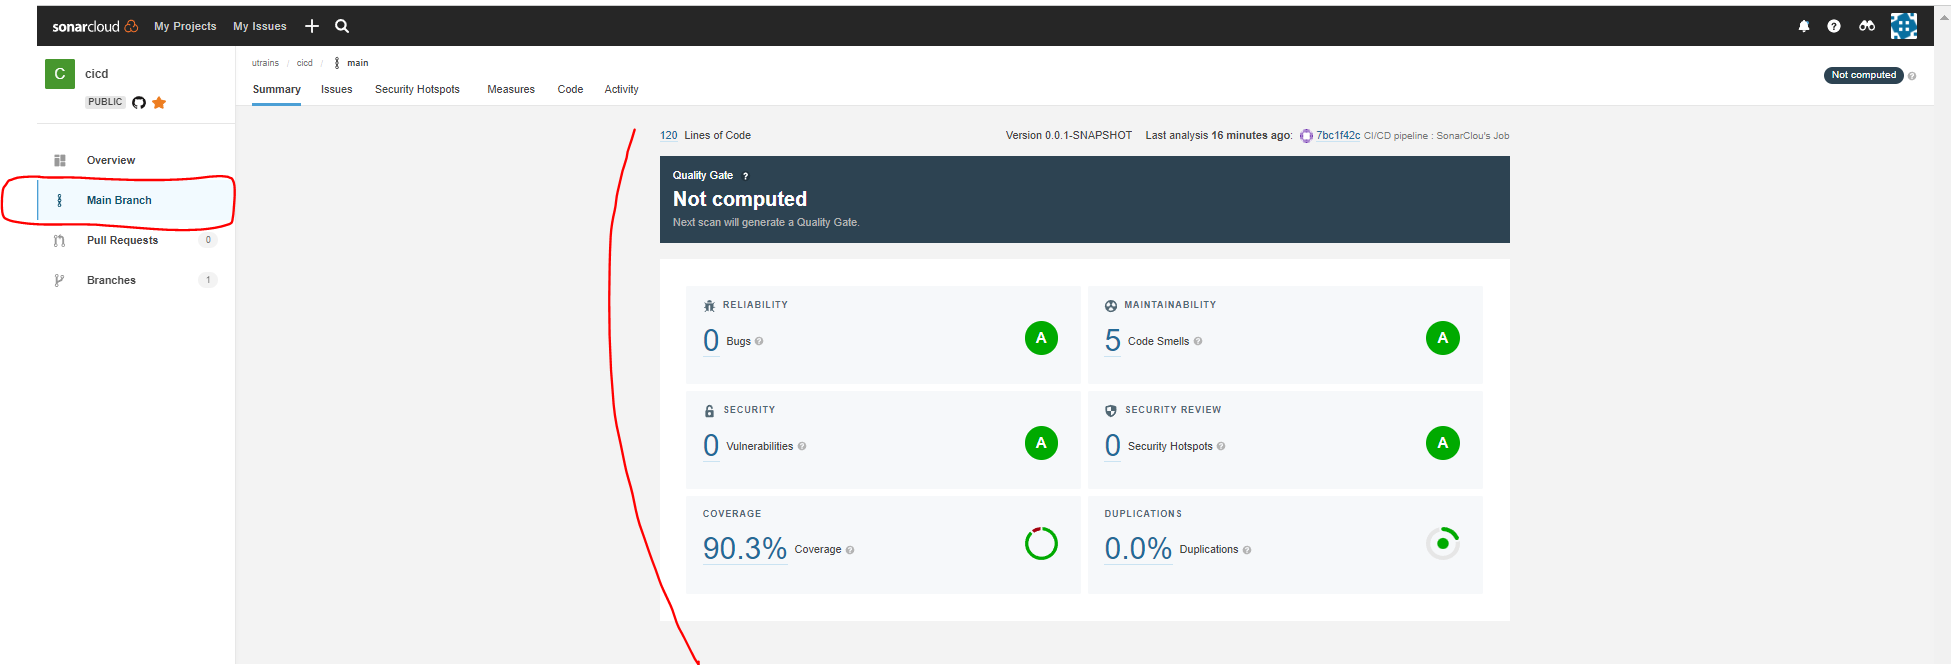 sonarcloud My Projects My Issues
C cicd
PUBLIC
Overview
Main Branch
Pull Requests 0
Branches 1
utrains / cicd / main
Summary Issues Security Hotspots Measures Code Activity
Not computed ?
120 Lines of Code
Version 0.0.1-SNAPSHOT Last analysis 16 minutes ago: 7bc1f42c CI/CD pipeline : SonarClou's Job
Quality Gate ?
Not computed
Next scan will generate a Quality Gate.
RELIABILITY
0 Bugs ? A
MAINTAINABILITY
5 Code Smells ? A
SECURITY
0 Vulnerabilities ? A
SECURITY REVIEW
0 Security Hotspots ? A
COVERAGE
90.3% Coverage ?
DUPLICATIONS
0.0% Duplications ?